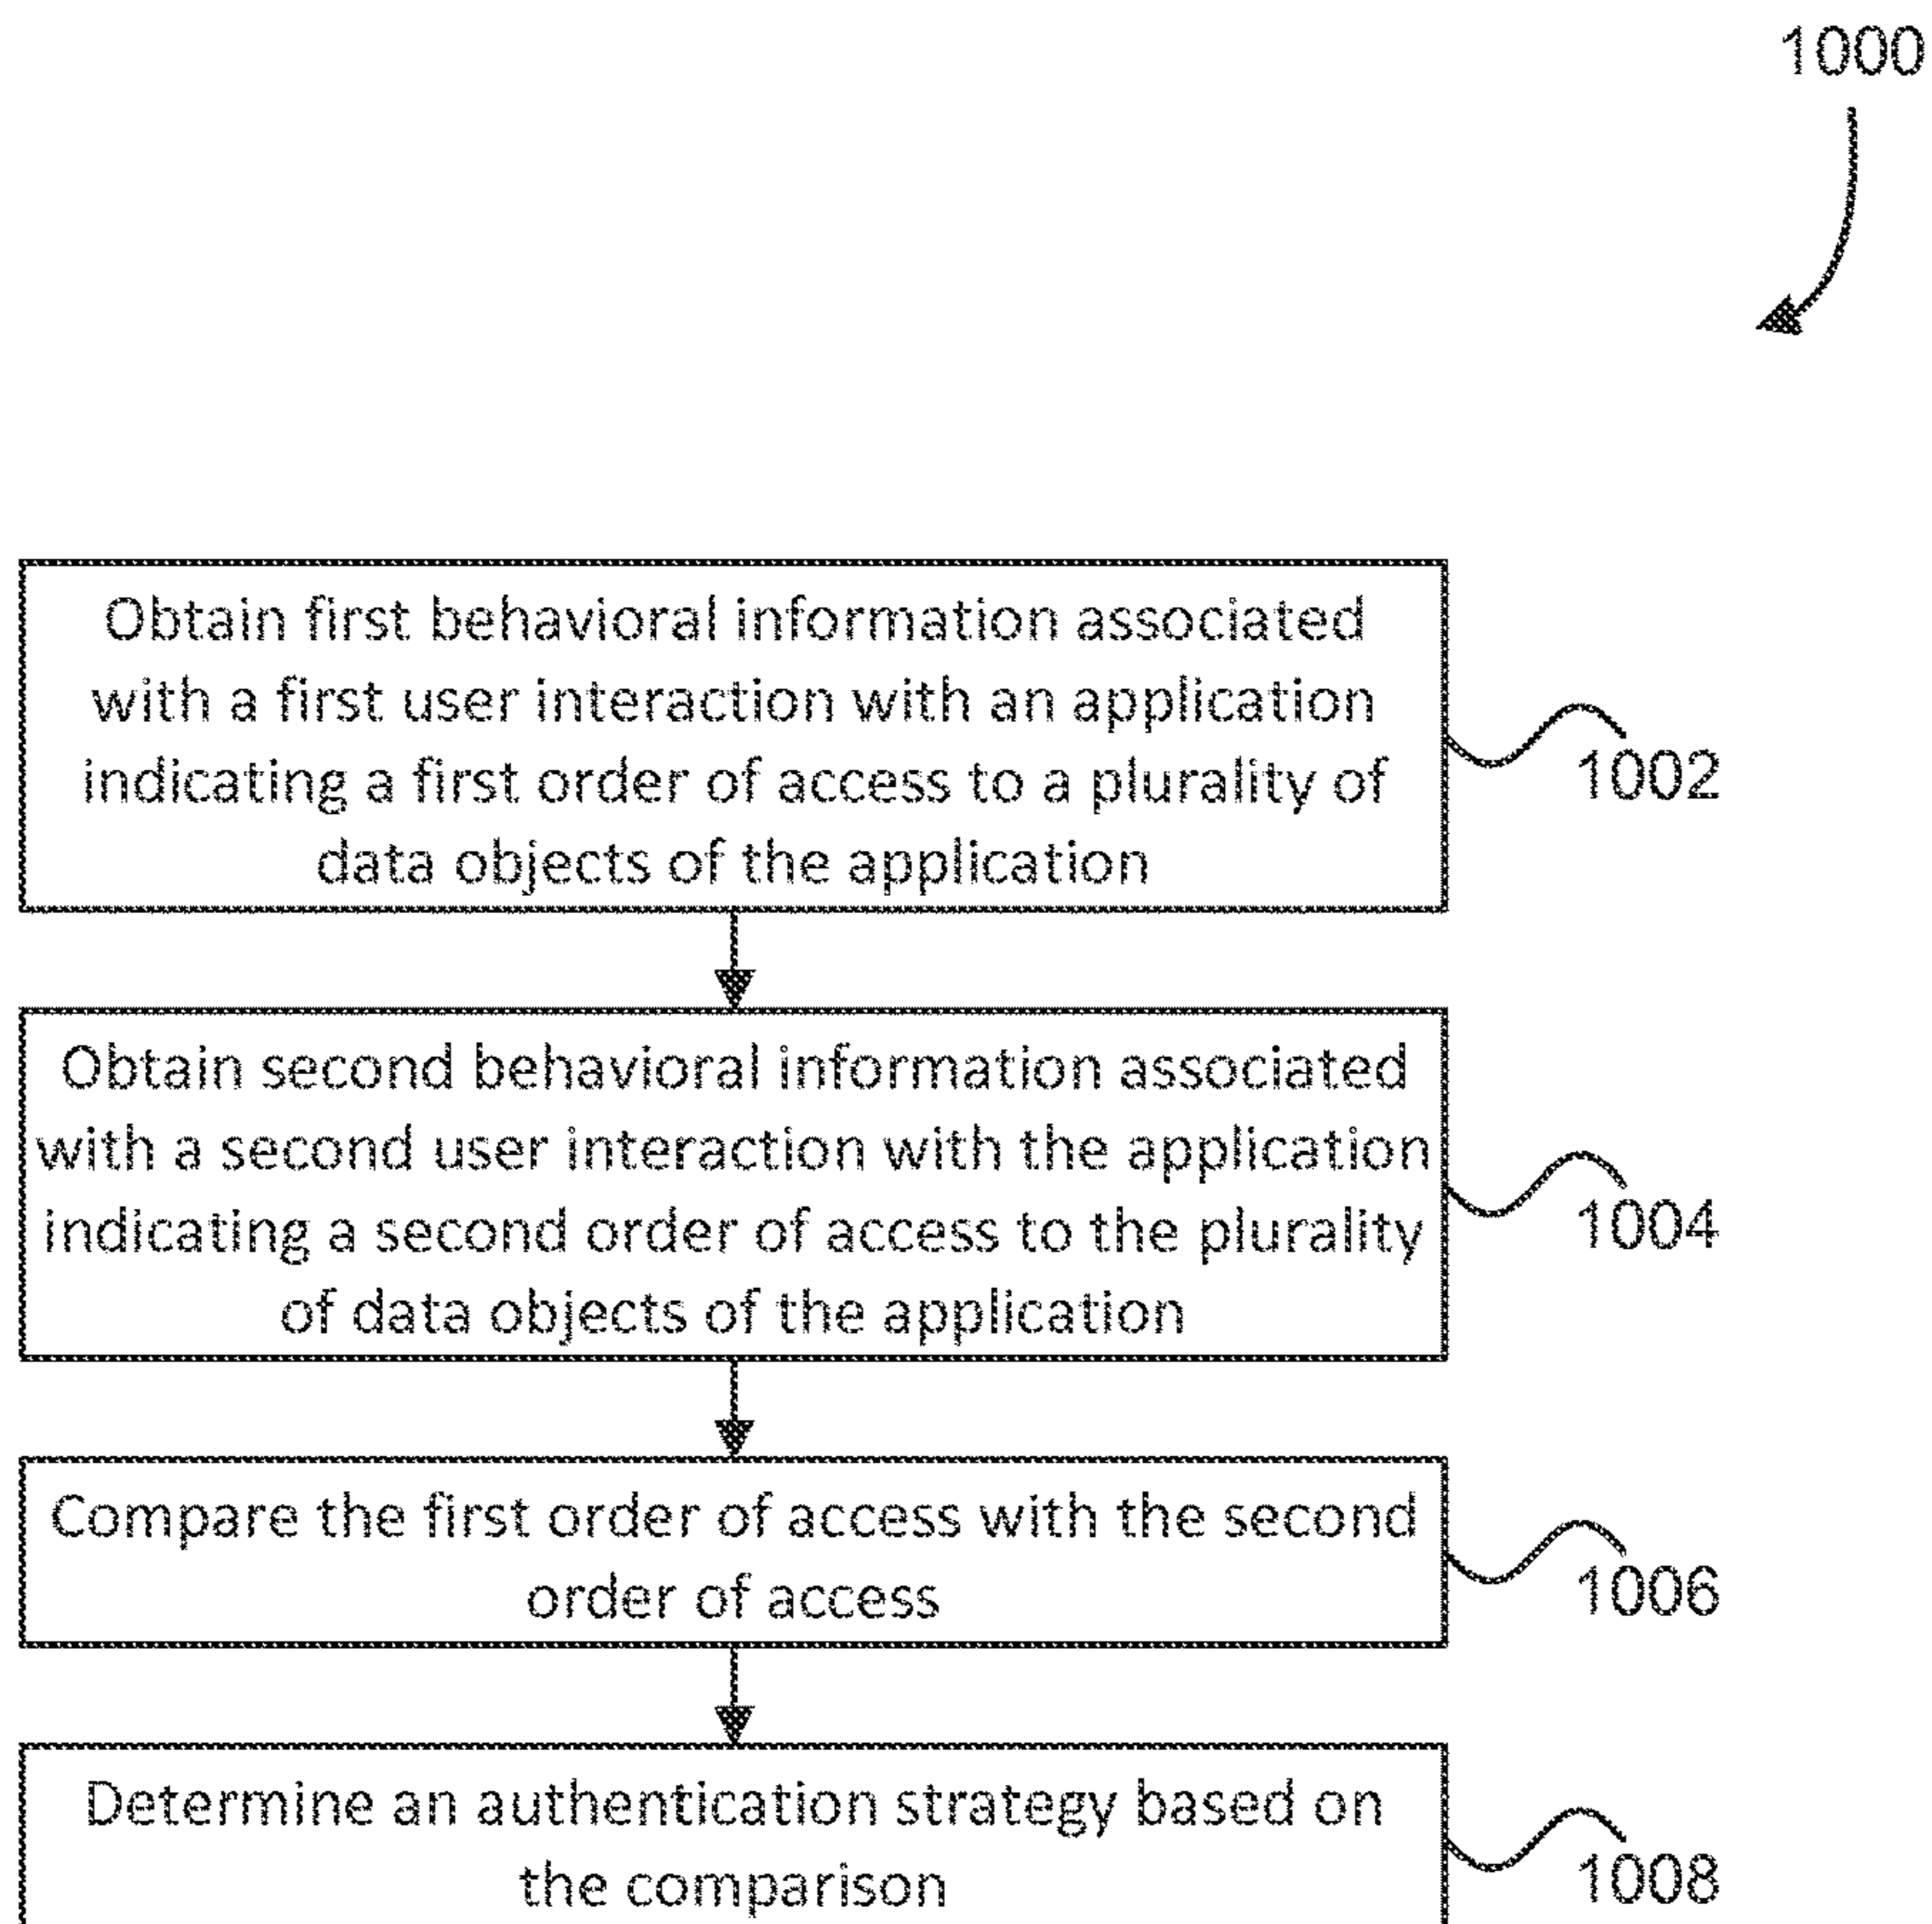 1000
Obtain first behavioral information associated
with a first user interaction with an application
indicating a first order of access to a plurality of
data objects of the application
1002
Obtain second behavioral information associated
with a second user interaction with the application
indicating a second order of access to the plurality
of data objects of the application
1004
Compare the first order of access with the second
order of access
1006
Determine an authentication strategy based on
the comparison
1008